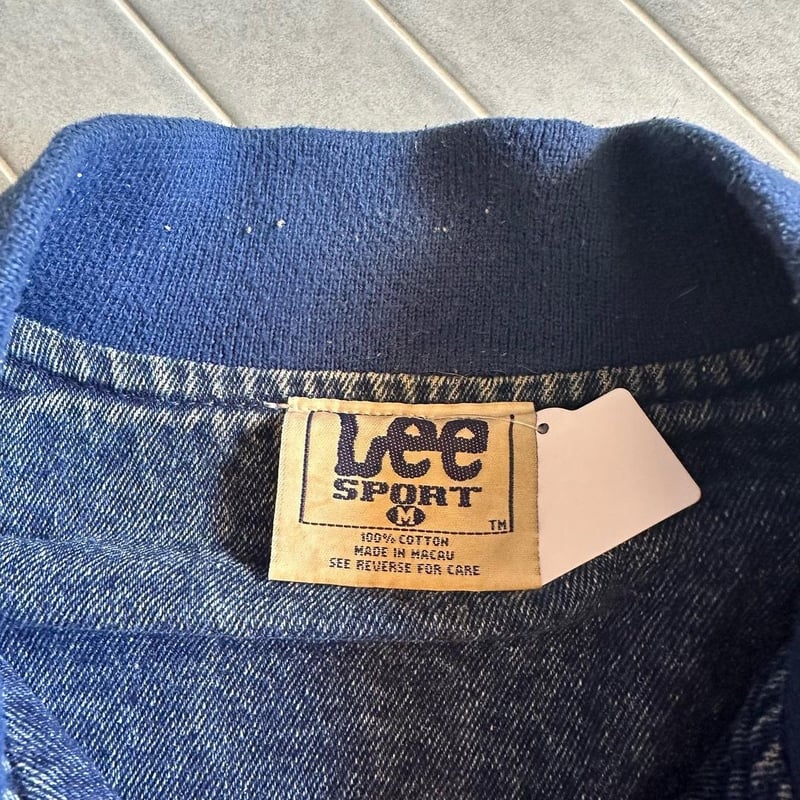 Lee
SPORT
M
TM
100% COTTON
MADE IN MACAU
SEE REVERSE FOR CARE